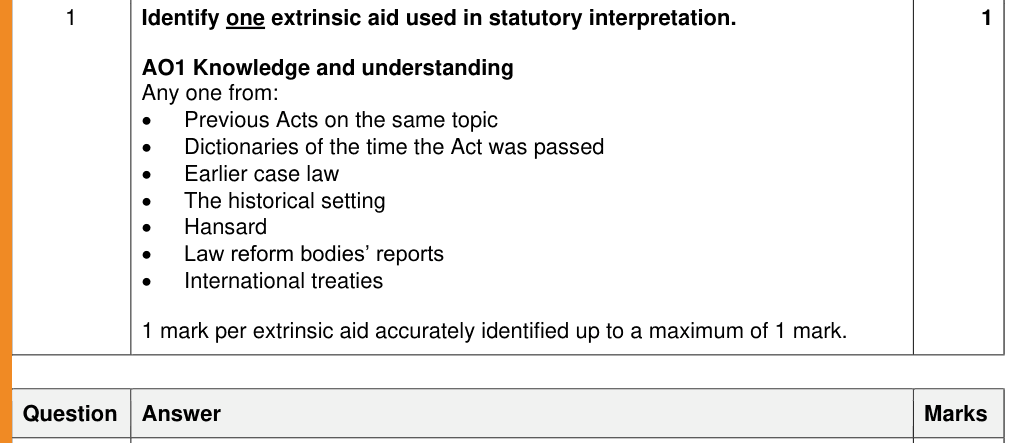 1
Identify one extrinsic aid used in statutory interpretation.
1
AO1 Knowledge and understanding
Any one from:
• Previous Acts on the same topic
• Dictionaries of the time the Act was passed
• Earlier case law
• The historical setting
• Hansard
• Law reform bodies’ reports
• International treaties
1 mark per extrinsic aid accurately identified up to a maximum of 1 mark.
Question Answer Marks